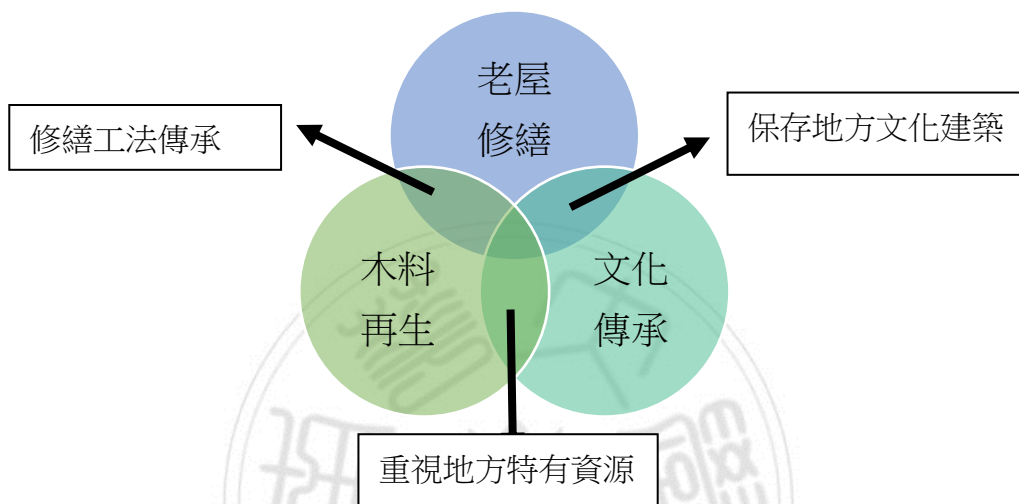 老屋
修繕
修繕工法傳承
保存地方文化建築
木料
再生
文化
傳承
重視地方特有資源